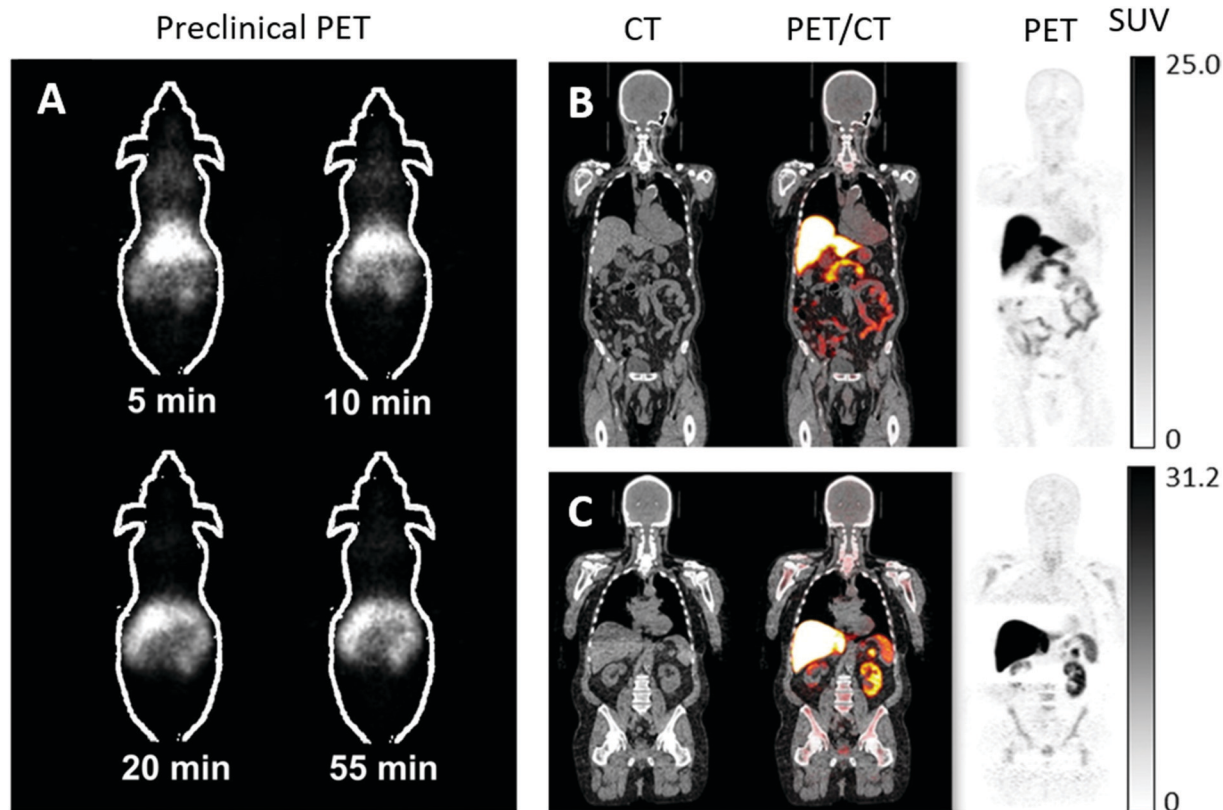 Preclinical PET
CT
PET/CT
PET
SUV
A
5 min
10 min
20 min
55 min
B
25.0
0
C
31.2
0